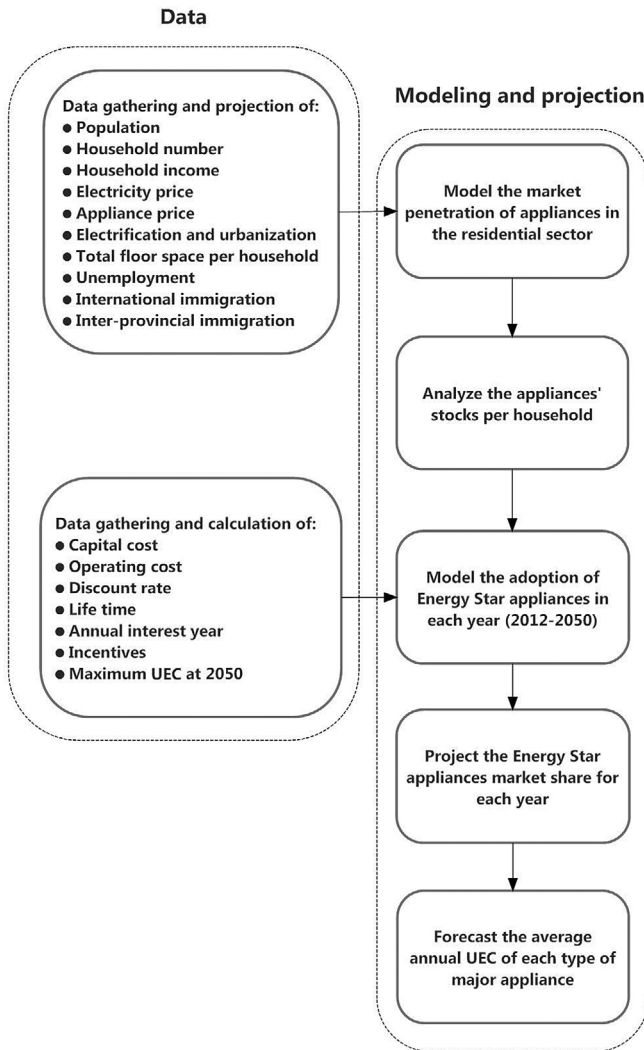 Data
Data gathering and projection of:
● Population
● Household number
● Household income
● Electricity price
● Appliance price
● Electrification and urbanization
● Total floor space per household
● Unemployment
● International immigration
● Inter-provincial immigration
Data gathering and calculation of:
● Capital cost
● Operating cost
● Discount rate
● Life time
● Annual interest year
● Incentives
● Maximum UEC at 2050
Modeling and projection
Model the market
penetration of appliances in
the residential sector
Analyze the appliances'
stocks per household
Model the adoption of
Energy Star appliances in
each year (2012-2050)
Project the Energy Star
appliances market share for
each year
Forecast the average
annual UEC of each type of
major appliance